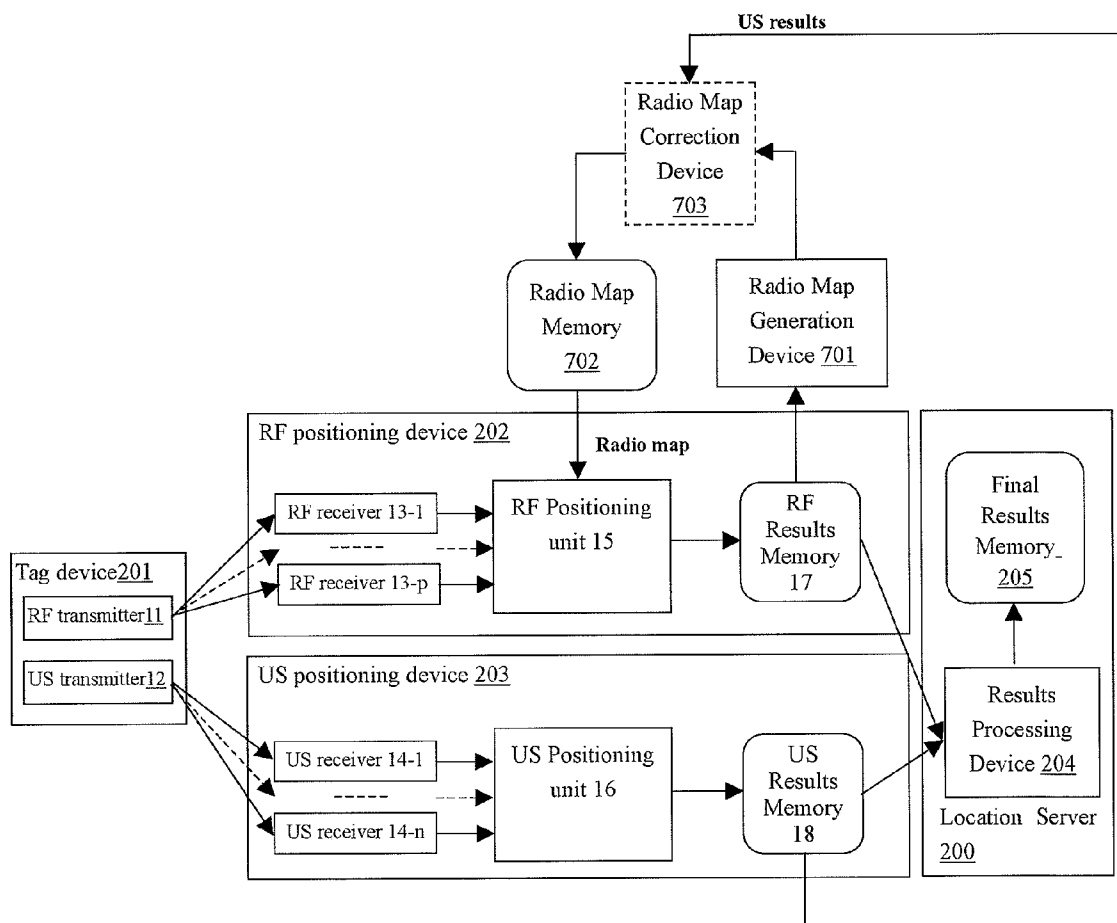 US results
Radio Map
Correction
Device
703
Radio Map
Memory
702
Radio Map
Generation
Device 701
RF positioning device 202
Radio map
RF receiver 13-1
RF receiver 13-p
RF Positioning
unit 15
RF
Results
Memory
17
Final
Results
Memory
205
Tag device201
RF transmitter11
US transmitter12
US positioning device 203
US receiver 14-1
US receiver 14-n
US Positioning
unit 16
US
Results
Memory
18
Results
Processing
Device 204
Location Server
200